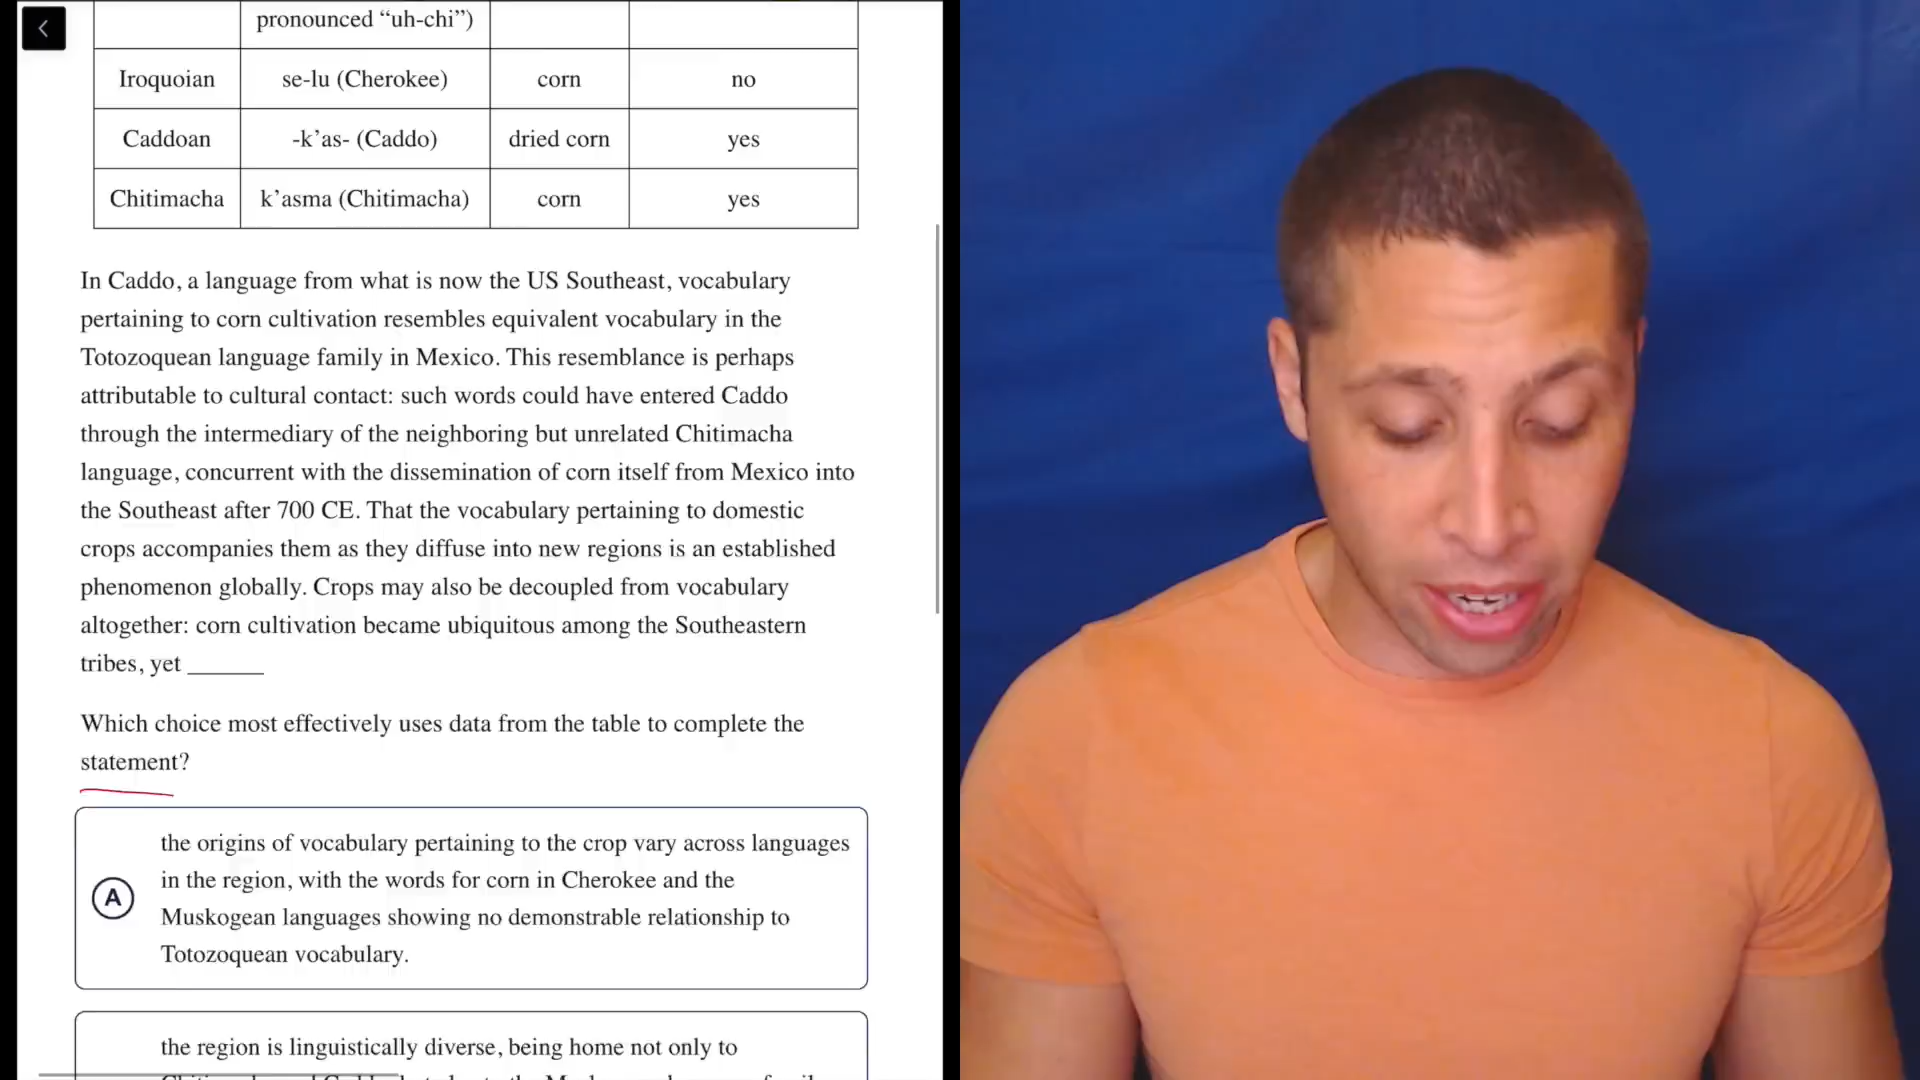 pronounced “uh-chi”)
Iroquoian se-lu (Cherokee) corn no
Caddoan -k’as- (Caddo) dried corn yes
Chitimacha k’asma (Chitimacha) corn yes
In Caddo, a language from what is now the US Southeast, vocabulary
pertaining to corn cultivation resembles equivalent vocabulary in the
Totozoquean language family in Mexico. This resemblance is perhaps
attributable to cultural contact: such words could have entered Caddo
through the intermediary of the neighboring but unrelated Chitimacha
language, concurrent with the dissemination of corn itself from Mexico into
the Southeast after 700 CE. That the vocabulary pertaining to domestic
crops accompanies them as they diffuse into new regions is an established
phenomenon globally. Crops may also be decoupled from vocabulary
altogether: corn cultivation became ubiquitous among the Southeastern
tribes, yet ______
Which choice most effectively uses data from the table to complete the
statement?
A
the origins of vocabulary pertaining to the crop vary across languages
in the region, with the words for corn in Cherokee and the
Muskogean languages showing no demonstrable relationship to
Totozoquean vocabulary.
the region is linguistically diverse, being home not only to